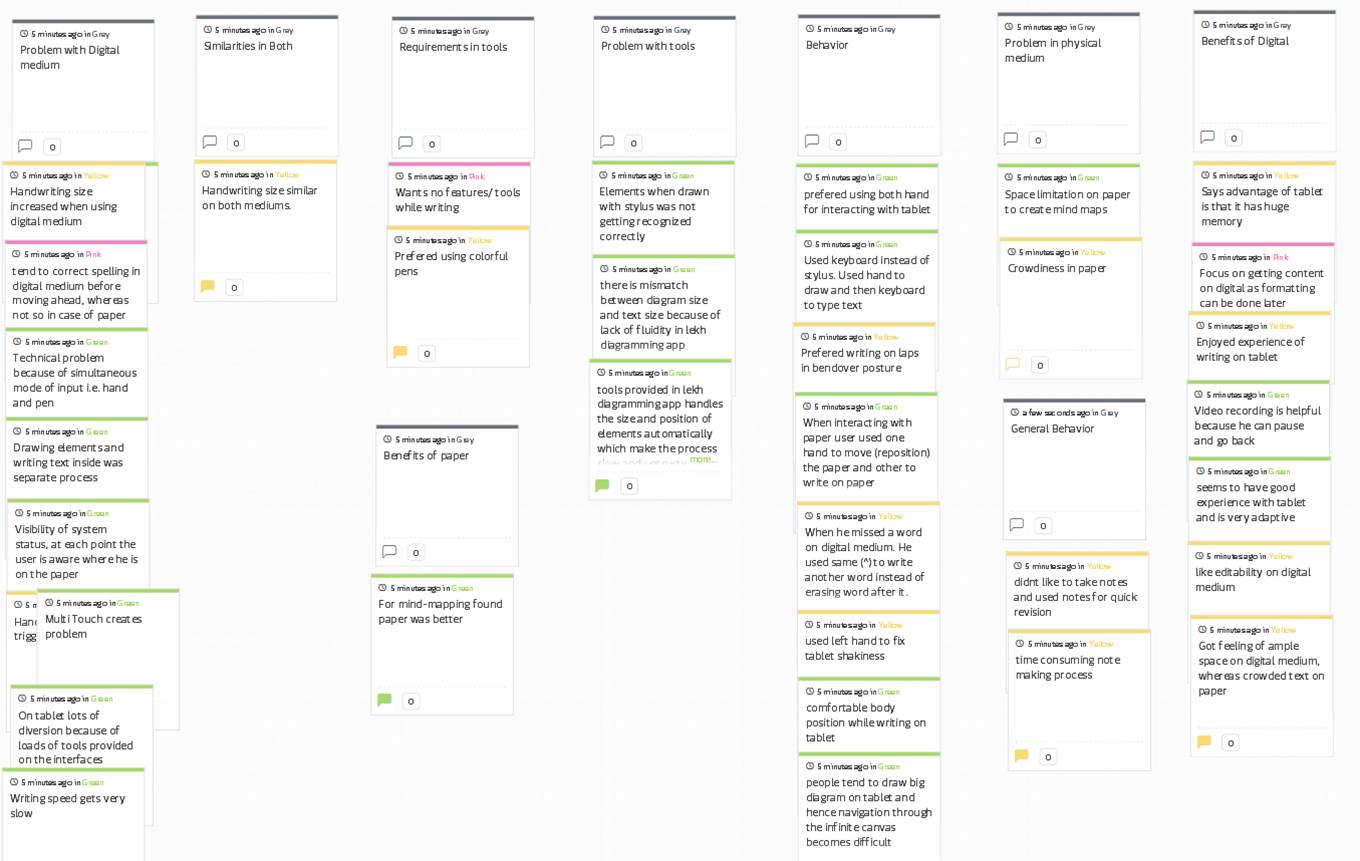 5 minutes ago in Grey
Problem with Digital
medium
0
5 minutes ago in Yellow
Handwriting size
increased when using
digital medium
5 minutes ago in Pink
tend to correct spelling in
digital medium before
moving ahead, whereas
not so in case of paper
5 minutes ago in Green
Technical problem
because of simultaneous
mode of input i.e. hand
and pen
5 minutes ago in Green
Drawing elements and
writing text inside was
separate process
5 minutes ago in Green
Visibility of system
status, at each point the
user is aware where he is
on the paper
5 m
5 minutes ago in Green
Multi Touch creates
problem
5 minutes ago in Green
On tablet lots of
diversion because of
loads of tools provided
on the interfaces
5 minutes ago in Green
Writing speed gets very
slow
5 minutes ago in Grey
Similarities in Both
0
5 minutes ago in Yellow
Handwriting size similar
on both mediums.
0
5 minutes ago in Grey
Requirements in tools
0
5 minutes ago in Pink
Wants no features/ tools
while writing
5 minutes ago in Yellow
Prefered using colorful
pens
0
5 minutes ago in Grey
Benefits of paper
0
5 minutes ago in Green
For mind-mapping found
paper was better
0
5 minutes ago in Grey
Problem with tools
0
5 minutes ago in Green
Elements when drawn
with stylus was not
getting recognized
correctly
5 minutes ago in Green
there is mismatch
between diagram size
and text size because of
lack of fluidity in lekh
diagramming app
5 minutes ago in Green
tools provided in lekh
diagramming app handles
the size and position of
elements automatically
which make the process
more...
0
5 minutes ago in Grey
Behavior
0
5 minutes ago in Green
prefered using both hand
for interacting with tablet
5 minutes ago in Green
Used keyboard instead of
stylus. Used hand to
draw and then keyboard
to type text
5 minutes ago in Yellow
Prefered writing on laps
in bendover posture
5 minutes ago in Green
When interacting with
paper user used one
hand to move (reposition)
the paper and other to
write on paper
5 minutes ago in Yellow
When he missed a word
on digital medium. He
used same (^) to write
another word instead of
erasing word after it.
5 minutes ago in Yellow
used left hand to fix
tablet shakiness
5 minutes ago in Green
comfortable body
position while writing on
tablet
5 minutes ago in Green
people tend to draw big
diagram on tablet and
hence navigation through
the infinite canvas
becomes difficult
5 minutes ago in Grey
Problem in physical
medium
0
5 minutes ago in Green
Space limitation on paper
to create mind maps
5 minutes ago in Yellow
Crowdiness in paper
0
a few seconds ago in Grey
General Behavior
0
5 minutes ago in Yellow
didnt like to take notes
and used notes for quick
revision
5 minutes ago in Yellow
time consuming note
making process
0
5 minutes ago in Grey
Benefits of Digital
0
5 minutes ago in Yellow
Says advantage of tablet
is that it has huge
memory
5 minutes ago in Pink
Focus on getting content
on digital as formatting
can be done later
5 minutes ago in Yellow
Enjoyed experience of
writing on tablet
5 minutes ago in Green
Video recording is helpful
because he can pause
and go back
5 minutes ago in Green
seems to have good
experience with tablet
and is very adaptive
5 minutes ago in Yellow
like editability on digital
medium
5 minutes ago in Yellow
Got feeling of ample
space on digital medium,
whereas crowded text on
paper
0